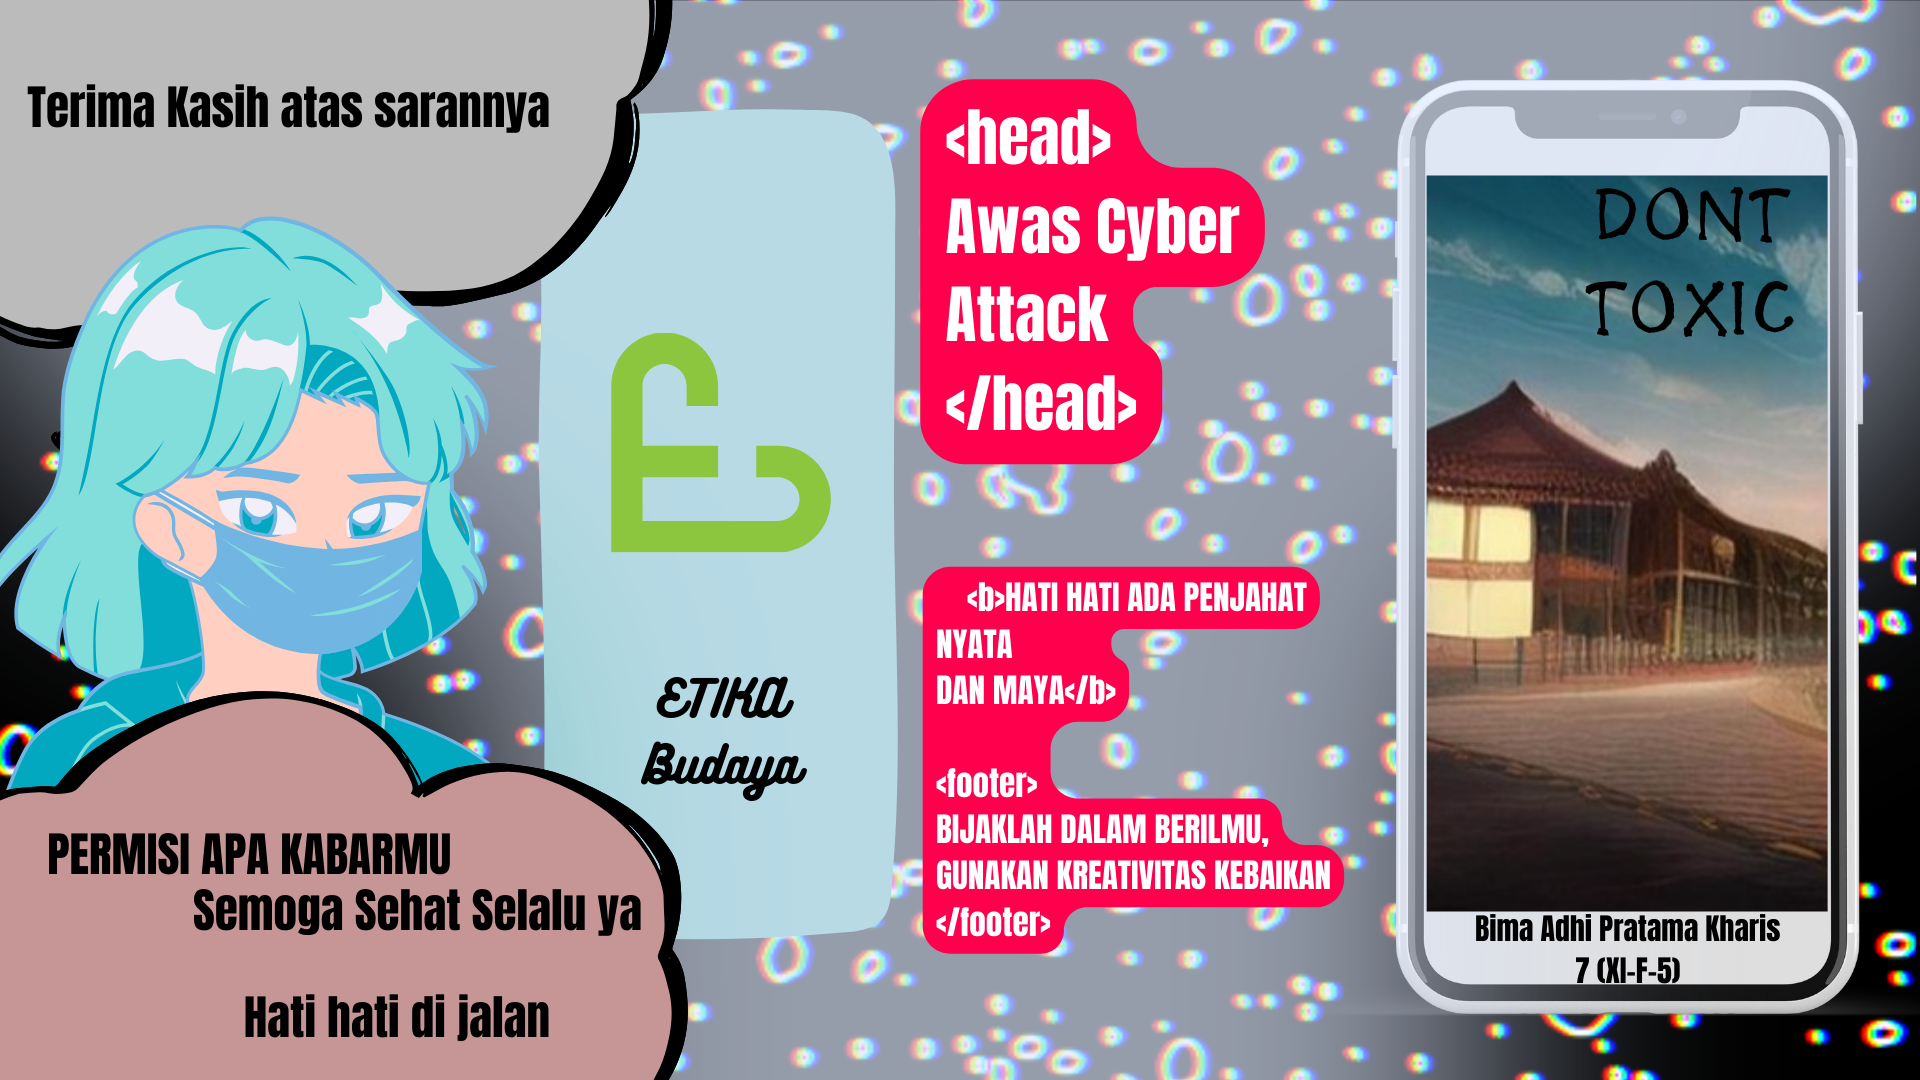 Terima Kasih atas sarannya
PERMISI APA KABARMU
Semoga Sehat Selalu ya
Hati hati di jalan
ETIKA
Budaya
<head>
Awas Cyber
Attack
</head>
<b>HATI HATI ADA PENJAHAT
NYATA
DAN MAYA</b>
<footer>
BIJAKLAH DALAM BERILMU,
GUNAKAN KREATIVITAS KEBAIKAN
</footer>
DONT
TOXIC
Bima Adhi Pratama Kharis
7 (XI-F-5)